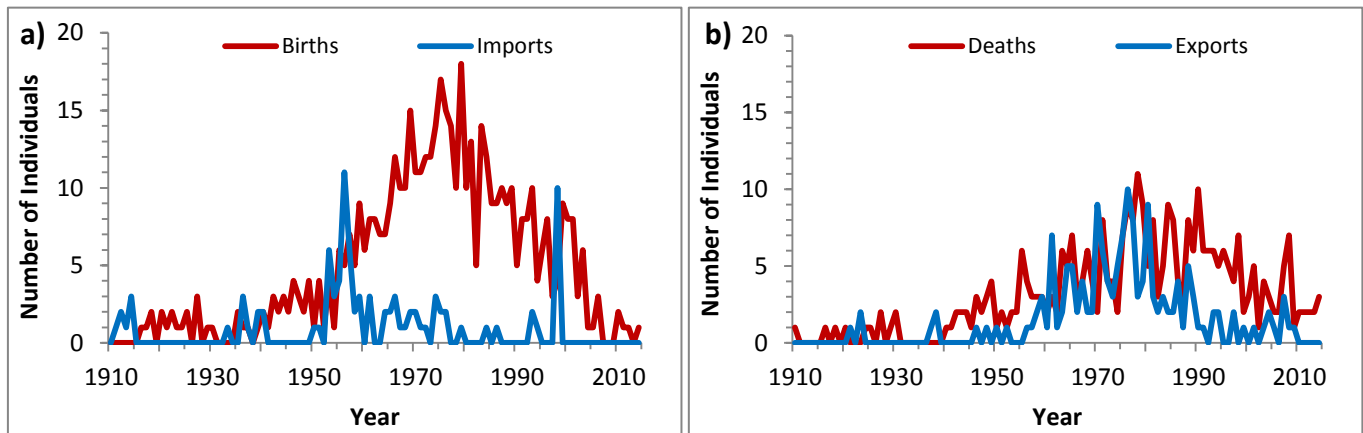 a)
Births
Imports
Number of Individuals
20
15
10
5
0
1910 1930 1950 1970 1990 2010
Year
b)
Deaths
Exports
Number of Individuals
20
15
10
5
0
1910 1930 1950 1970 1990 2010
Year